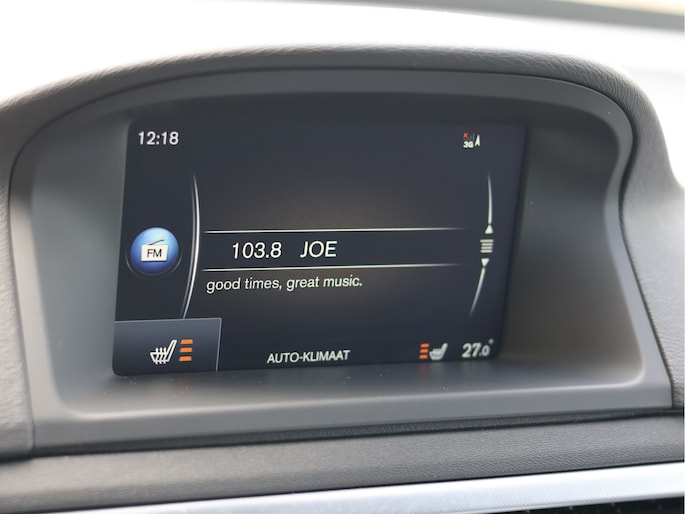 12:18
3G
FM
103.8 JOE
good times, great music.
AUTO-KLIMAAT
27.0°